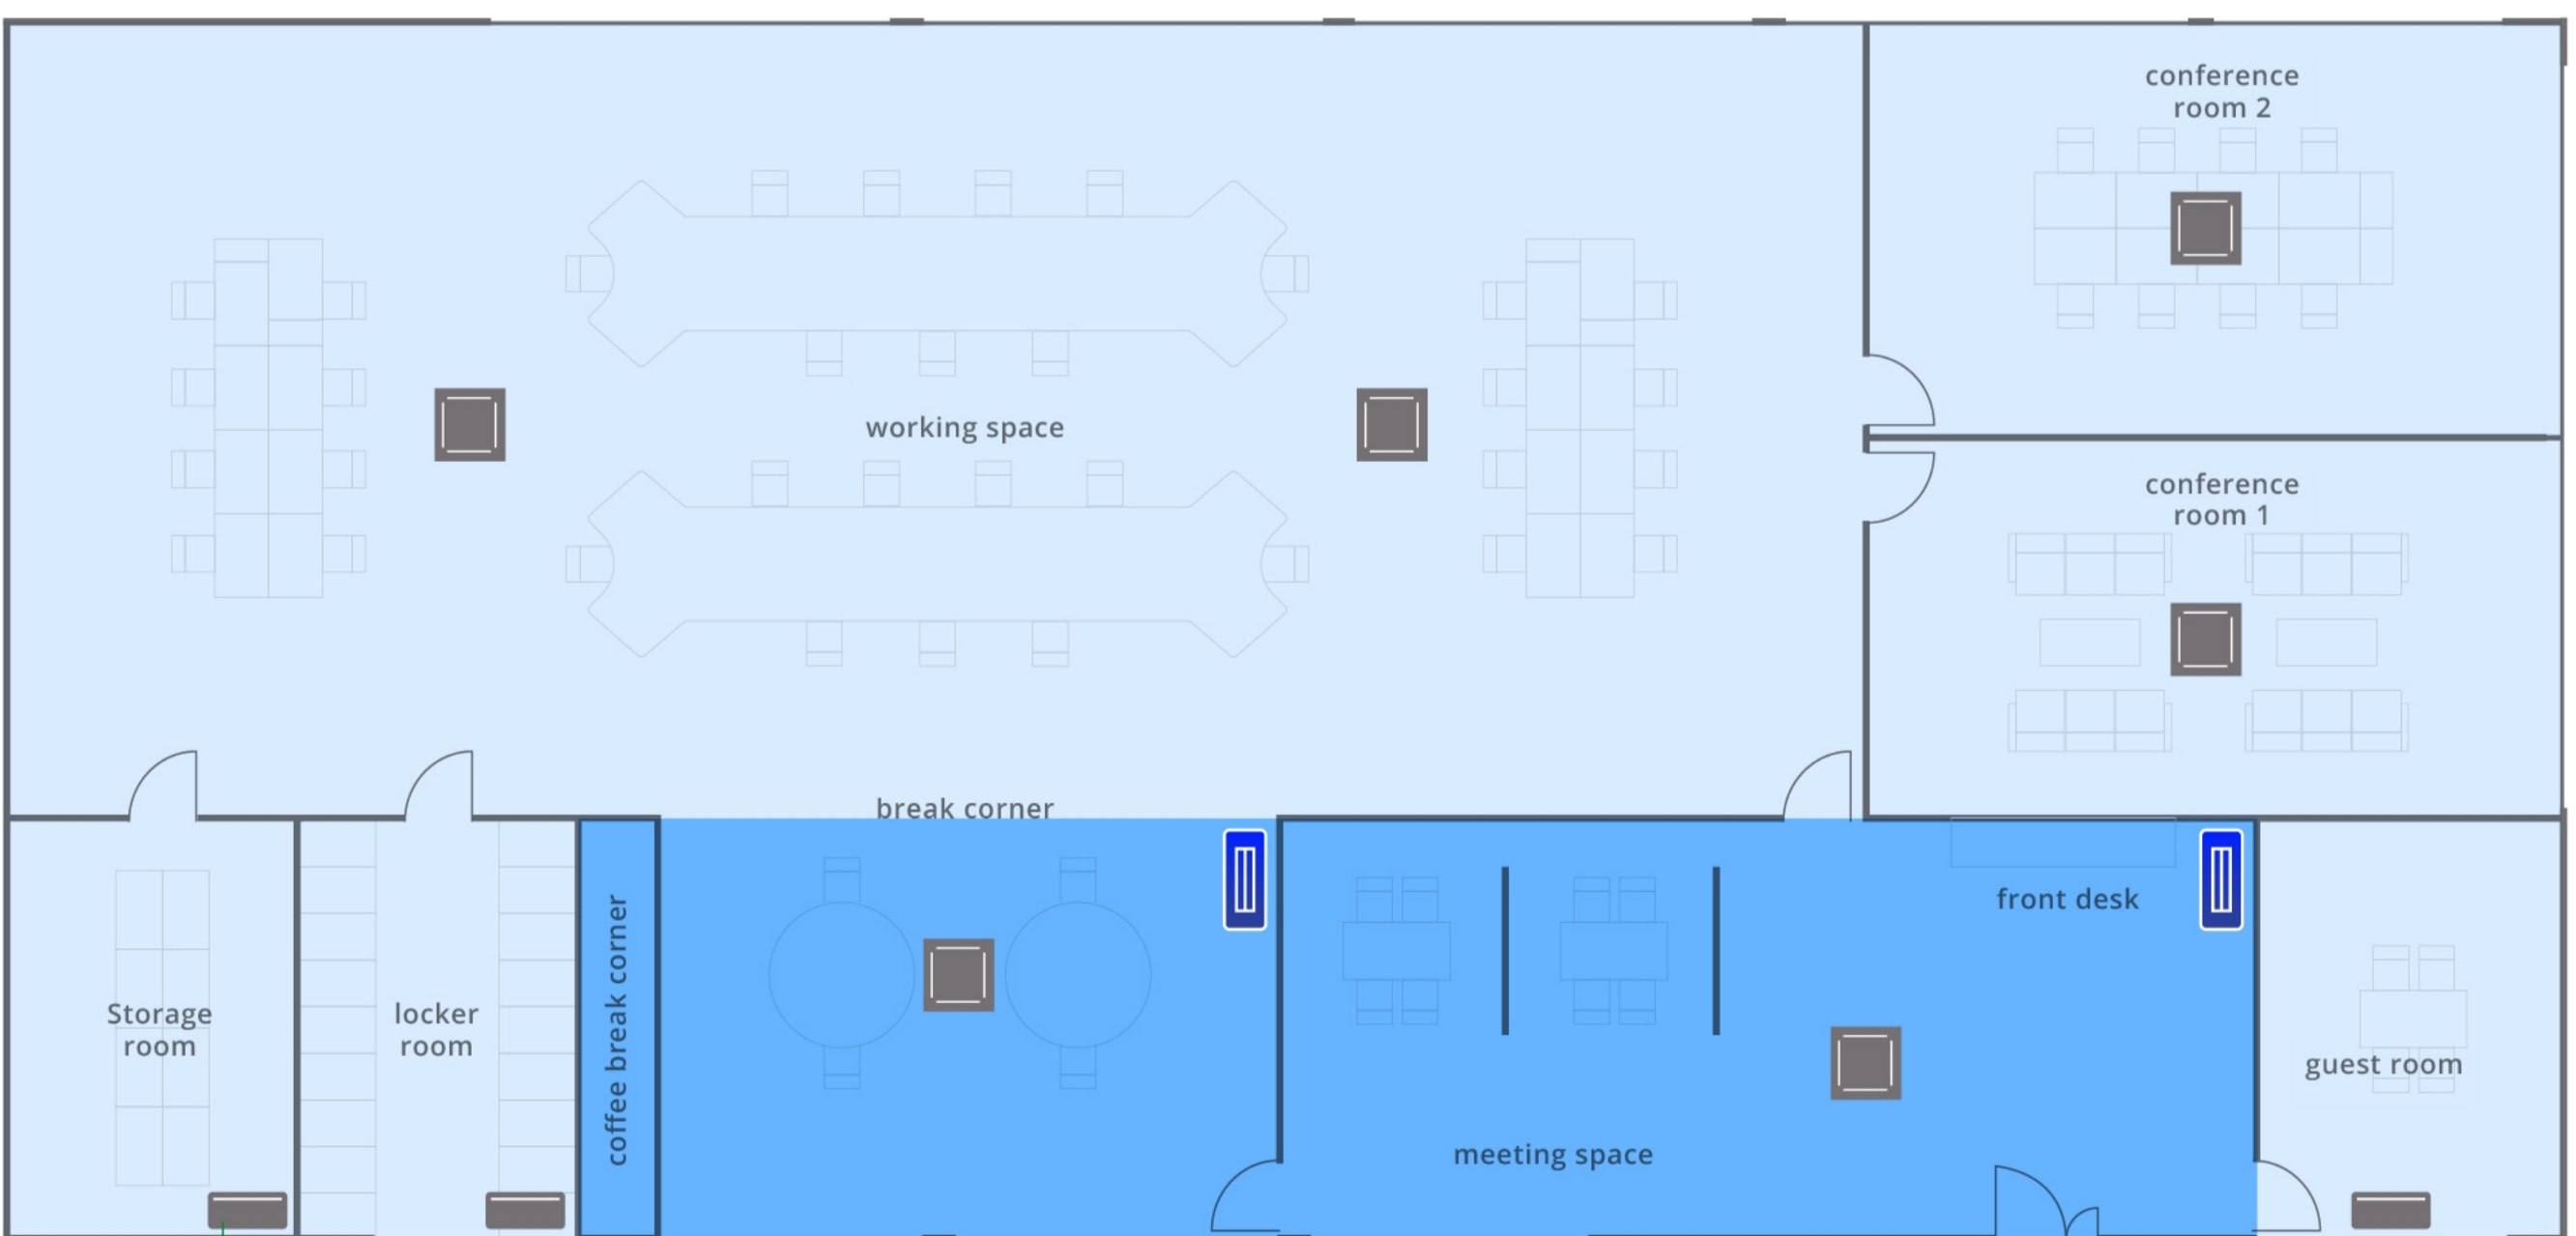 conference
room 2
working space
conference
room 1
break corner
front desk
coffee break corner
Storage
room
locker
room
guest room
meeting space